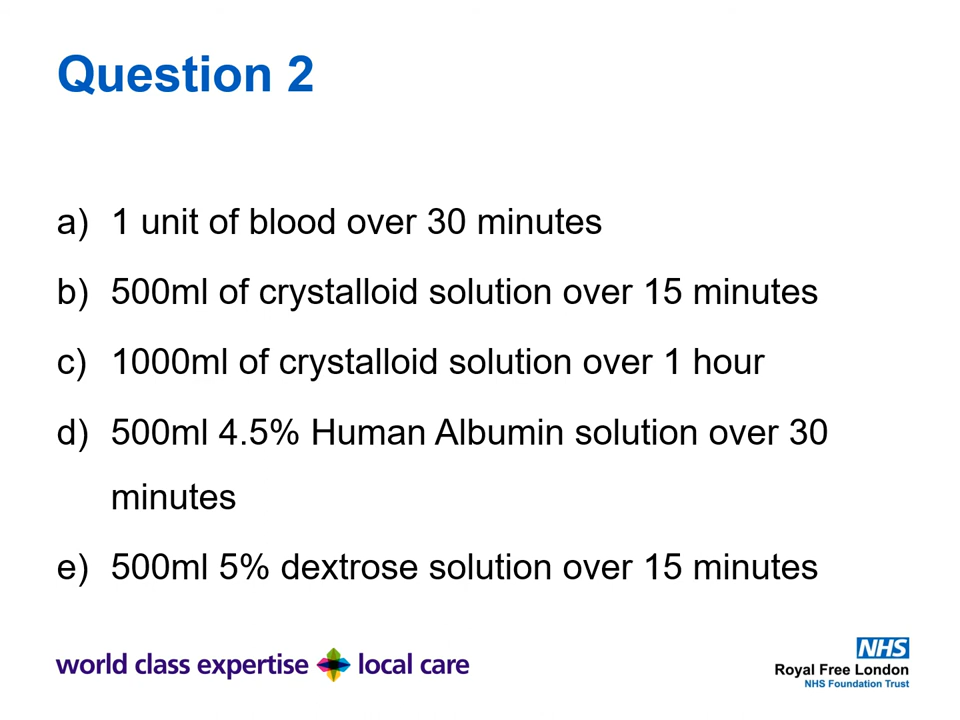 Question 2
a) 1 unit of blood over 30 minutes
b) 500ml of crystalloid solution over 15 minutes
c) 1000ml of crystalloid solution over 1 hour
d) 500ml 4.5% Human Albumin solution over 30
minutes
e) 500ml 5% dextrose solution over 15 minutes
world class expertise local care
NHS
Royal Free London
NHS Foundation Trust